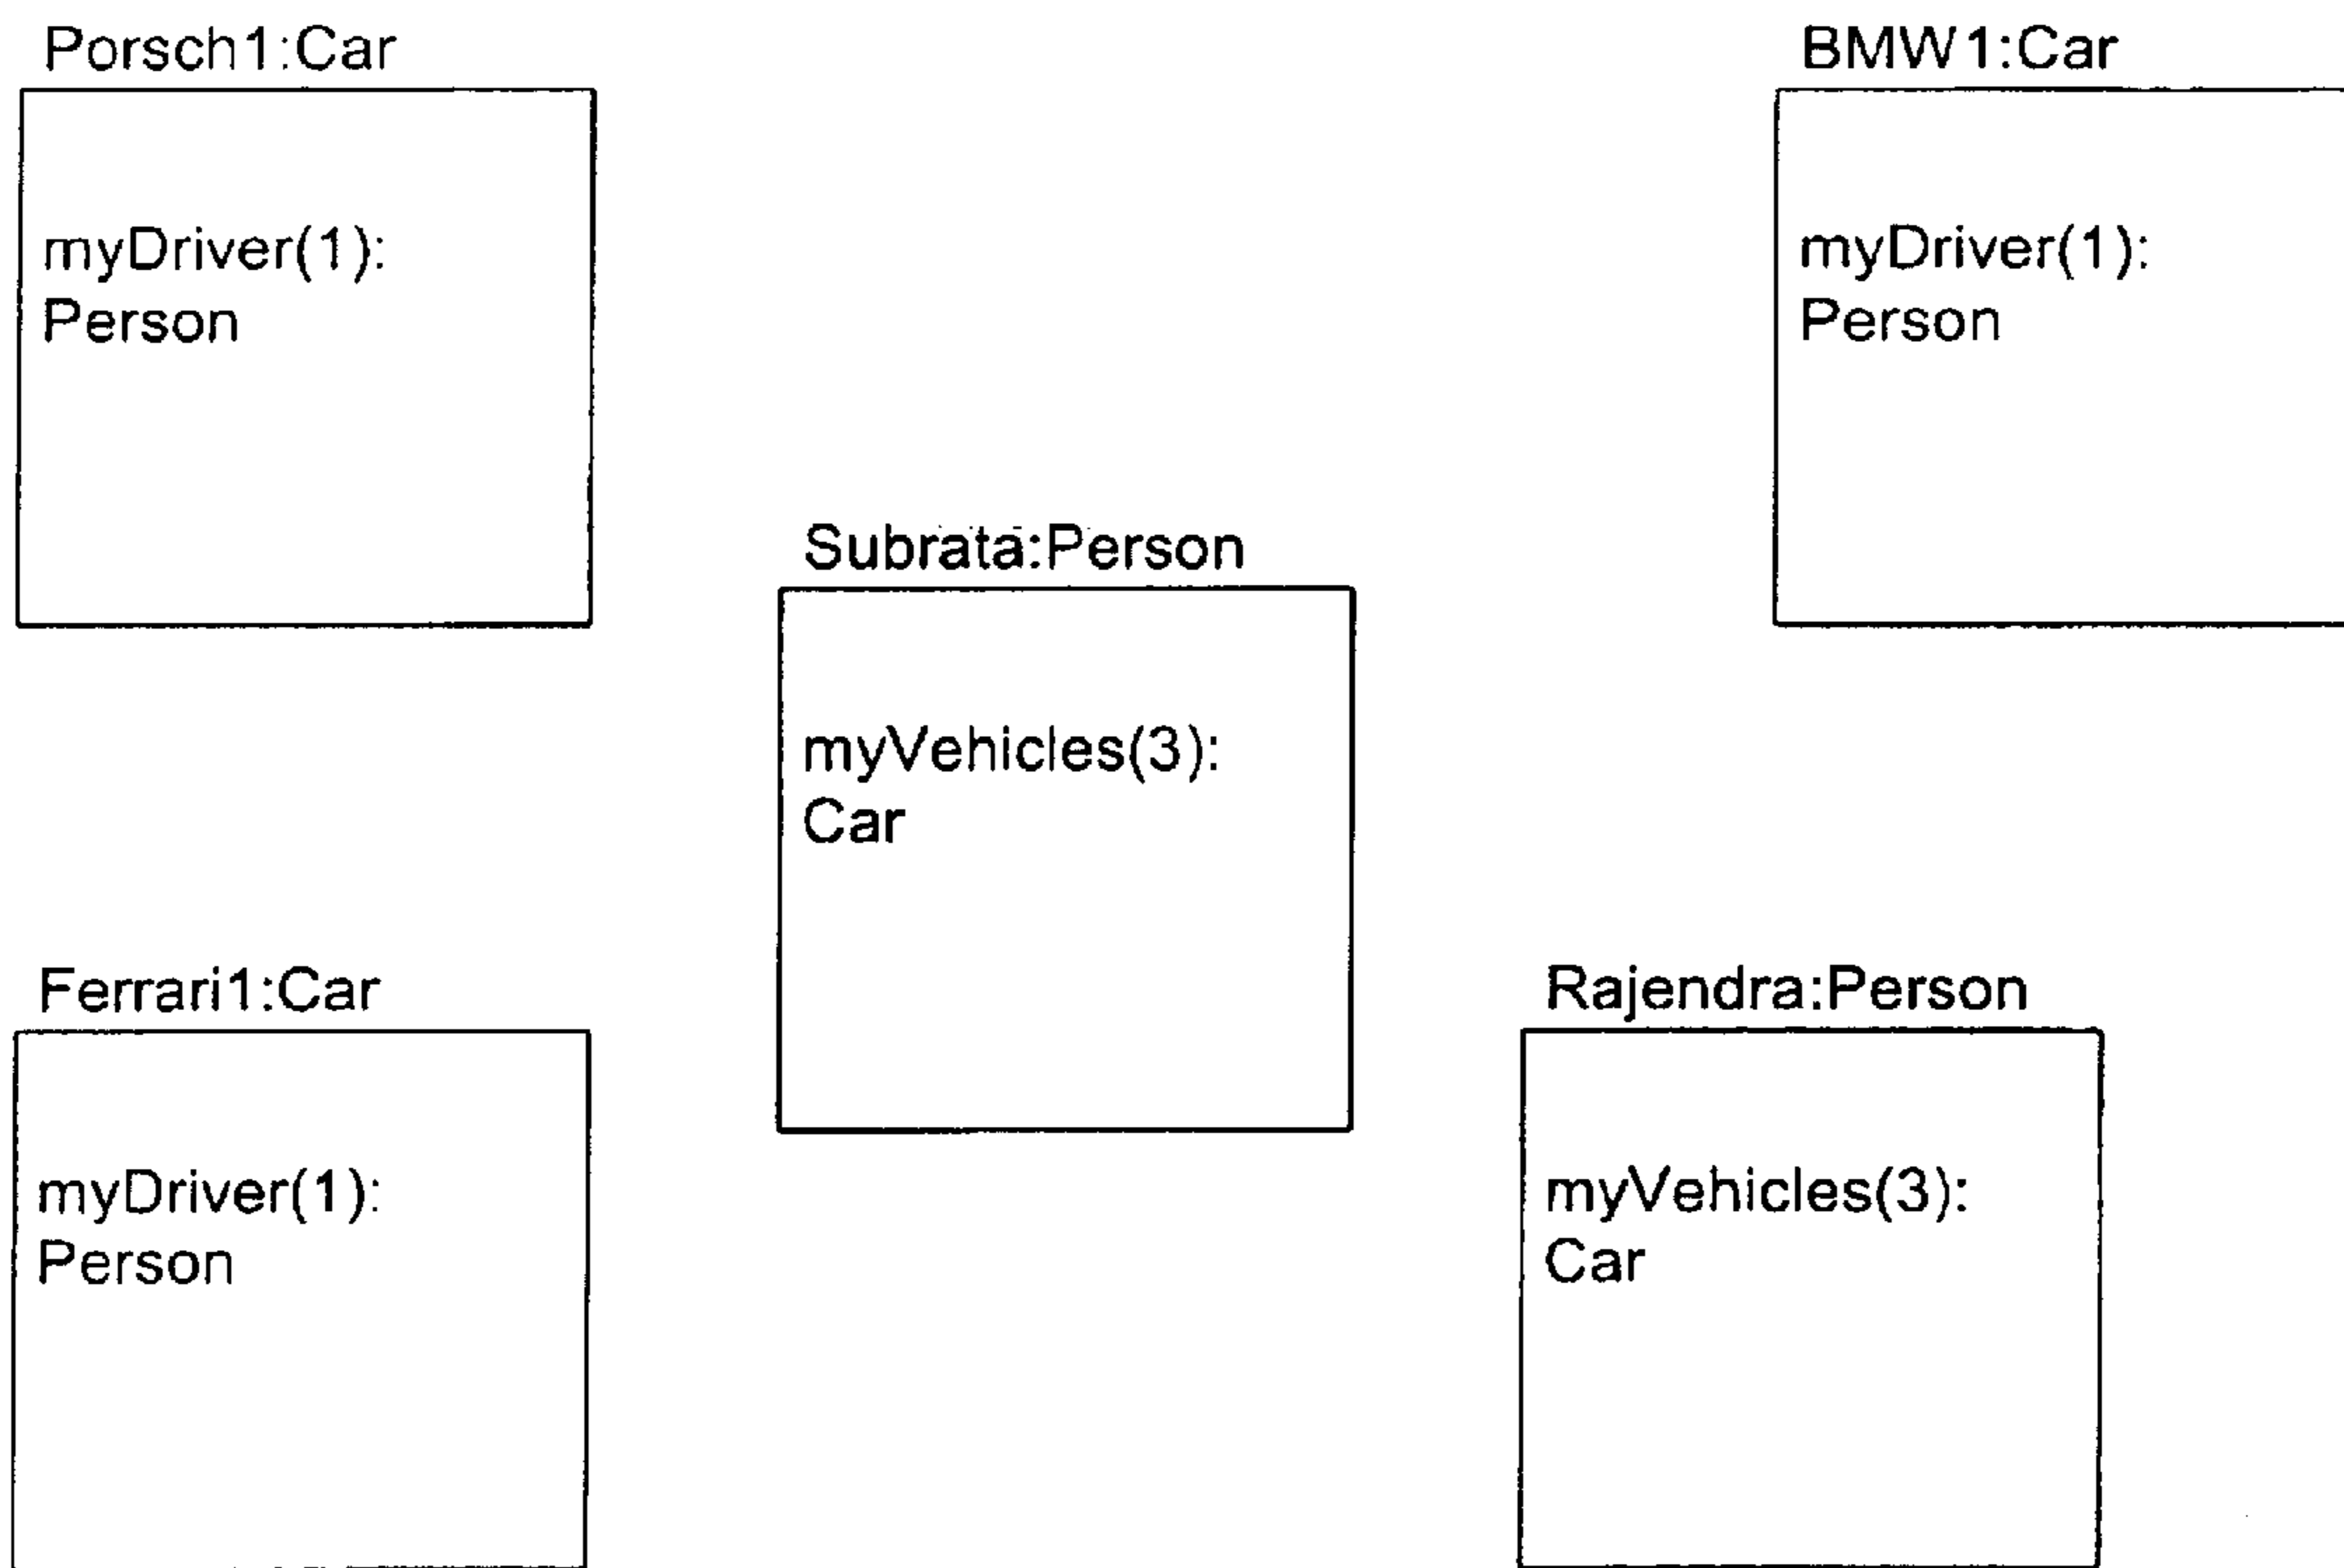 Porsch1:Car
myDriver(1):
Person
BMW1:Car
myDriver(1):
Person
Subrata:Person
myVehicles(3):
Car
Ferrari1:Car
myDriver(1):
Person
Rajendra:Person
myVehicles(3):
Car